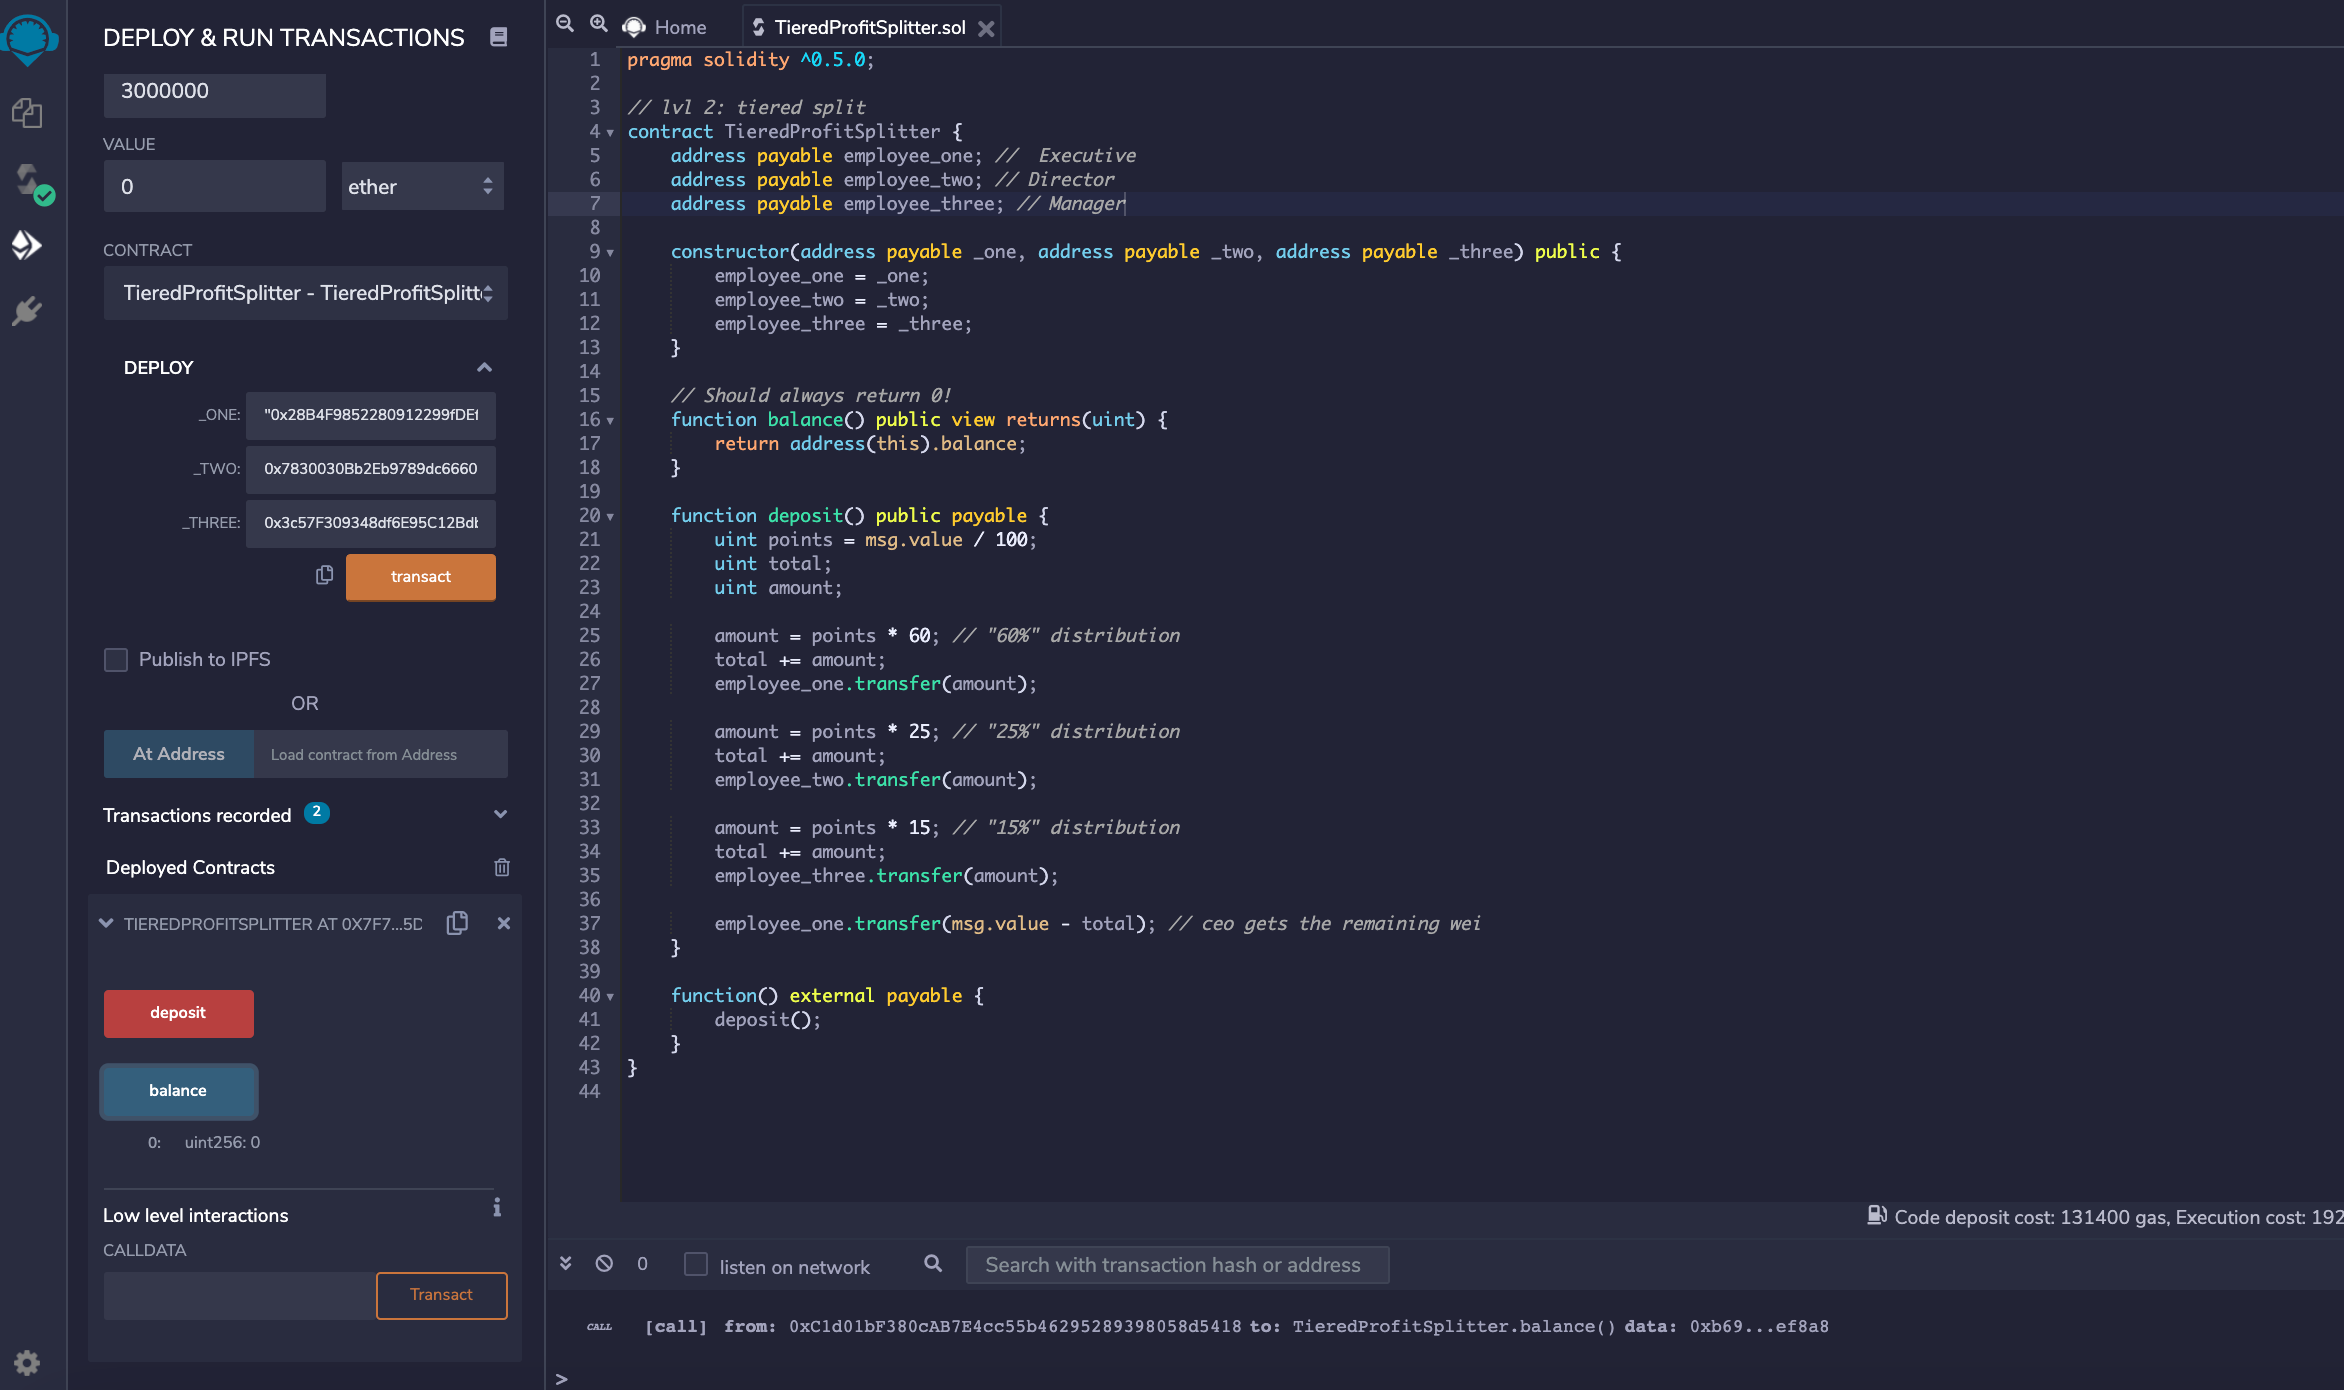 DEPLOY & RUN TRANSACTIONS
3000000
VALUE
0
ether
CONTRACT
TieredProfitSplitter - TieredProfitSplitt
DEPLOY
_ONE: "0x28B4F9852280912299fDEf
_TWO: 0x7830030Bb2Eb9789dc6660
_THREE: 0x3c57F309348df6E95C12Bdb
transact
Publish to IPFS
OR
At Address
Load contract from Address
Transactions recorded 2
Deployed Contracts
TIEREDPROFITSPLITTER AT 0X7F7...5D
deposit
balance
0: uint256: 0
Low level interactions
i
CALLDATA
Transact
Home
TieredProfitSplitter.sol
1 pragma solidity ^0.5.0;
2
3 // lvl 2: tiered split
4 contract TieredProfitSplitter {
5     address payable employee_one; //  Executive
6     address payable employee_two; // Director
7     address payable employee_three; // Manager
8
9     constructor(address payable _one, address payable _two, address payable _three) public {
10         employee_one = _one;
11         employee_two = _two;
12         employee_three = _three;
13     }
14
15     // Should always return 0!
16     function balance() public view returns(uint) {
17         return address(this).balance;
18     }
19
20     function deposit() public payable {
21         uint points = msg.value / 100;
22         uint total;
23         uint amount;
24
25         amount = points * 60; // "60%" distribution
26         total += amount;
27         employee_one.transfer(amount);
28
29         amount = points * 25; // "25%" distribution
30         total += amount;
31         employee_two.transfer(amount);
32
33         amount = points * 15; // "15%" distribution
34         total += amount;
35         employee_three.transfer(amount);
36
37         employee_one.transfer(msg.value - total); // ceo gets the remaining wei
38     }
39
40     function() external payable {
41         deposit();
42     }
43 }
44
Code deposit cost: 131400 gas, Execution cost: 192
0
listen on network
Search with transaction hash or address
CALL [call] from: 0xC1d01bF380cAB7E4cc55b46295289398058d5418 to: TieredProfitSplitter.balance() data: 0xb69...ef8a8
>